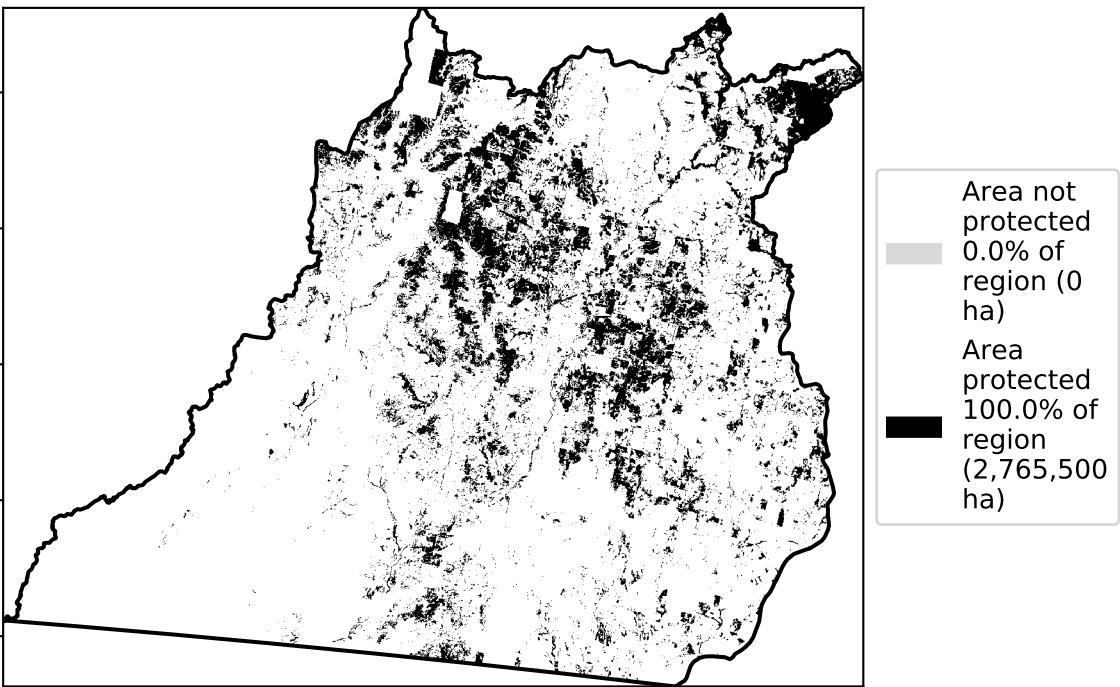 Area not
protected
0.0% of
region (0
ha)
Area
protected
100.0% of
region
(2,765,500
ha)